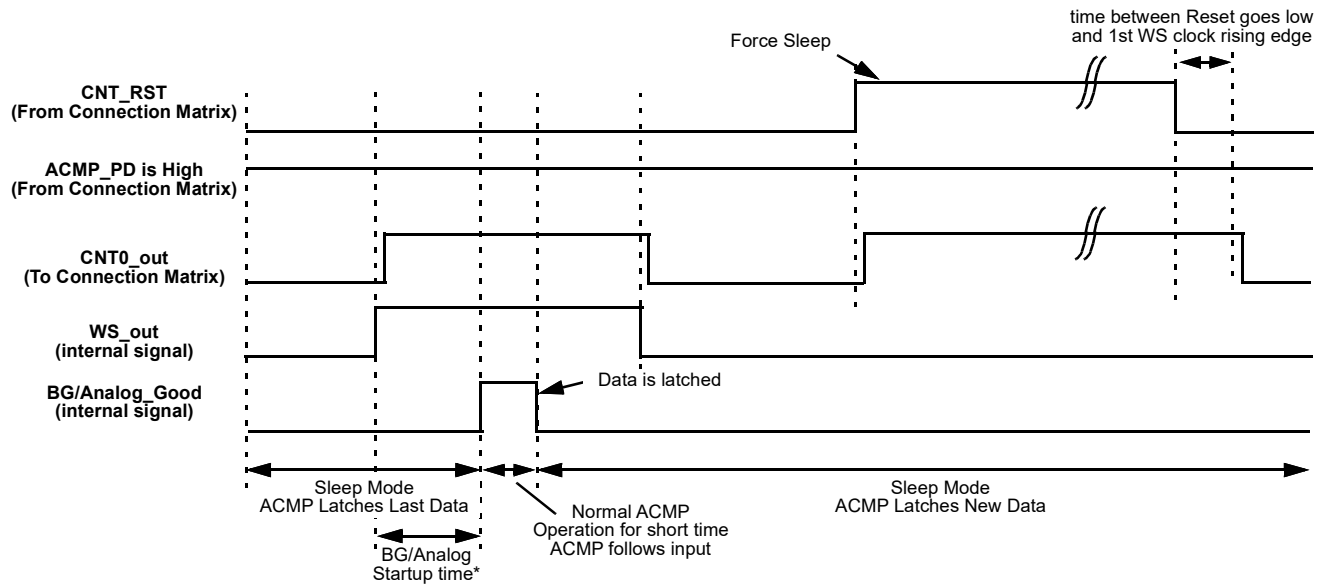 time between Reset goes low
and 1st WS clock rising edge
Force Sleep
CNT_RST
(From Connection Matrix)
ACMP_PD is High
(From Connection Matrix)
CNT0_out
(To Connection Matrix)
WS_out
(internal signal)
BG/Analog_Good
(internal signal)
Data is latched
Sleep Mode
ACMP Latches Last Data
Normal ACMP
Operation for short time
ACMP follows input
Sleep Mode
ACMP Latches New Data
BG/Analog
Startup time*